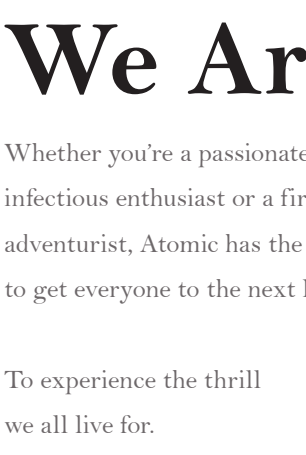 We Ar
Whether you're a passionate
infectious enthusiast or a fir
adventurist, Atomic has the
to get everyone to the next
To experience the thrill
we all live for.